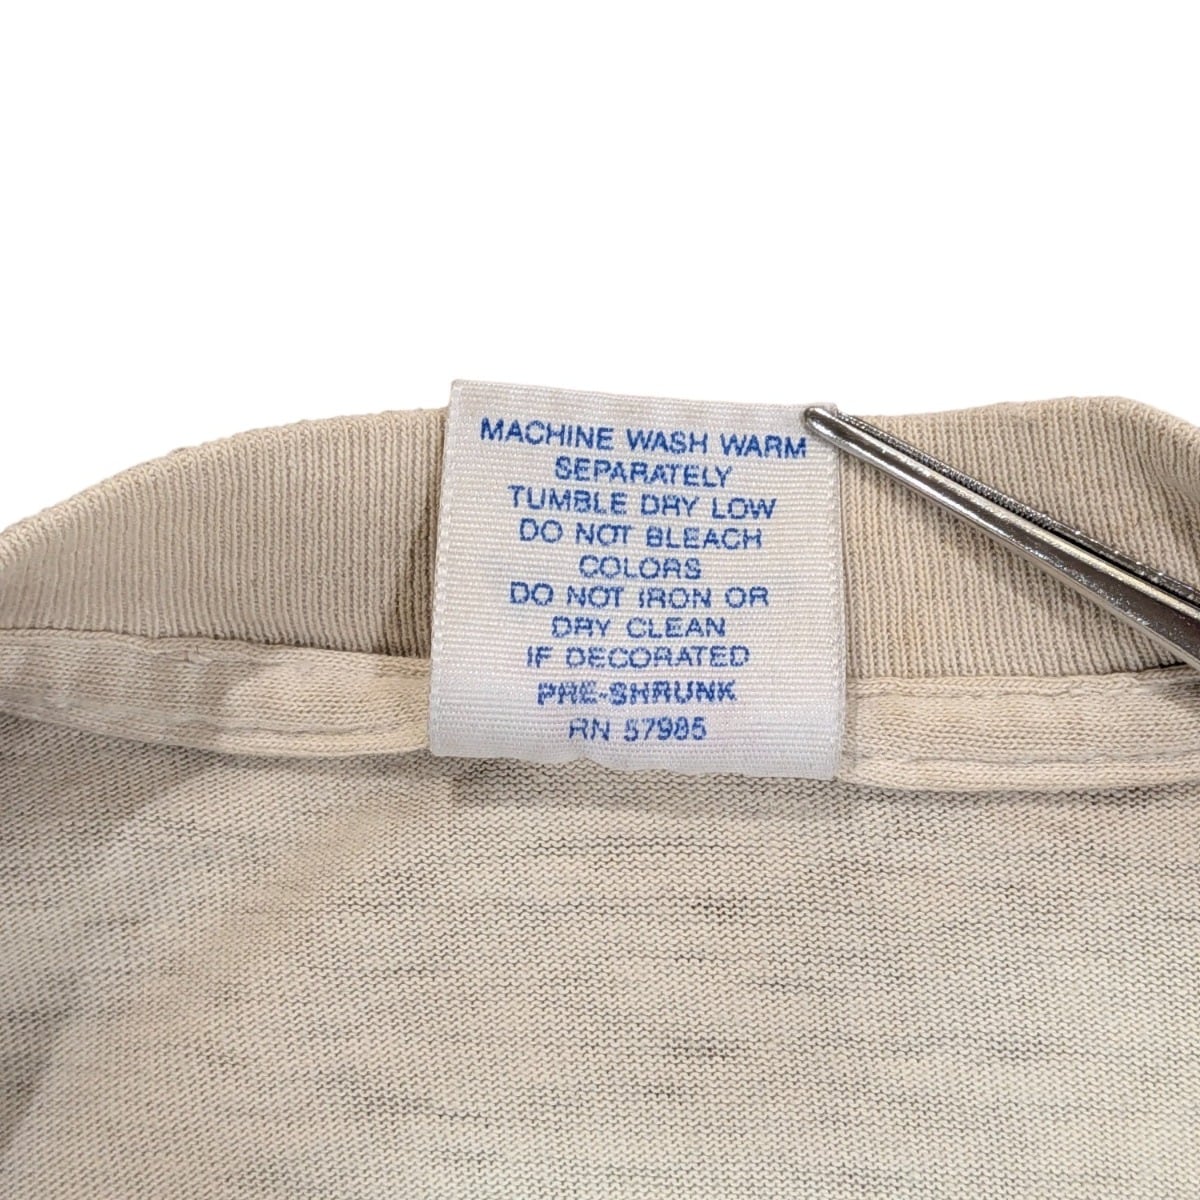 MACHINE WASH WARM
SEPARATELY
TUMBLE DRY LOW
DO NOT BLEACH
COLORS
DO NOT IRON OR
DRY CLEAN
IF DECORATED
PRE-SHRUNK
RN 57985